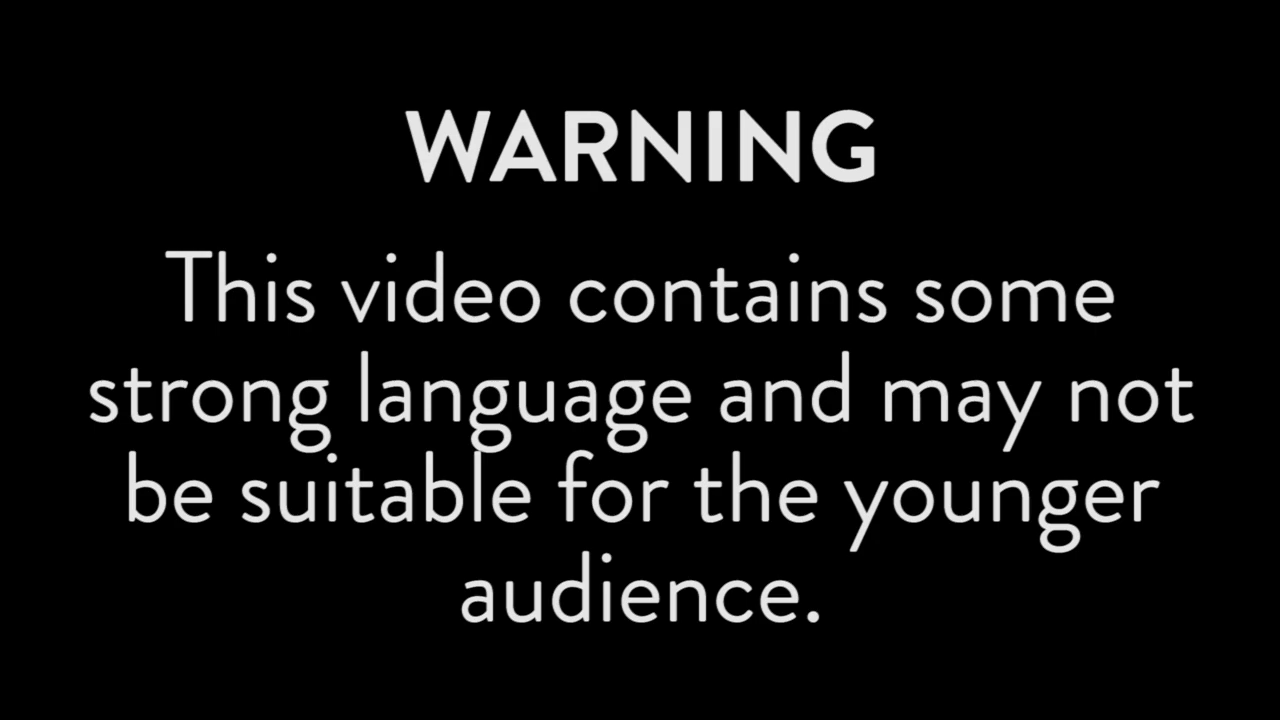 WARNING
This video contains some
strong language and may not
be suitable for the younger
audience.